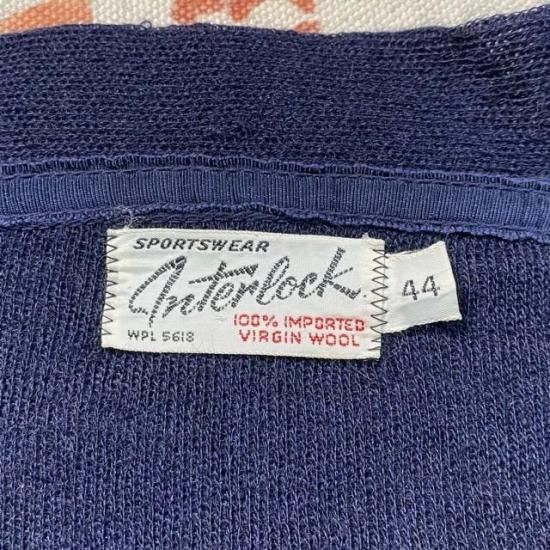 SPORTSWEAR
Interlock
100% IMPORTED
VIRGIN WOOL
WPL 5618
44